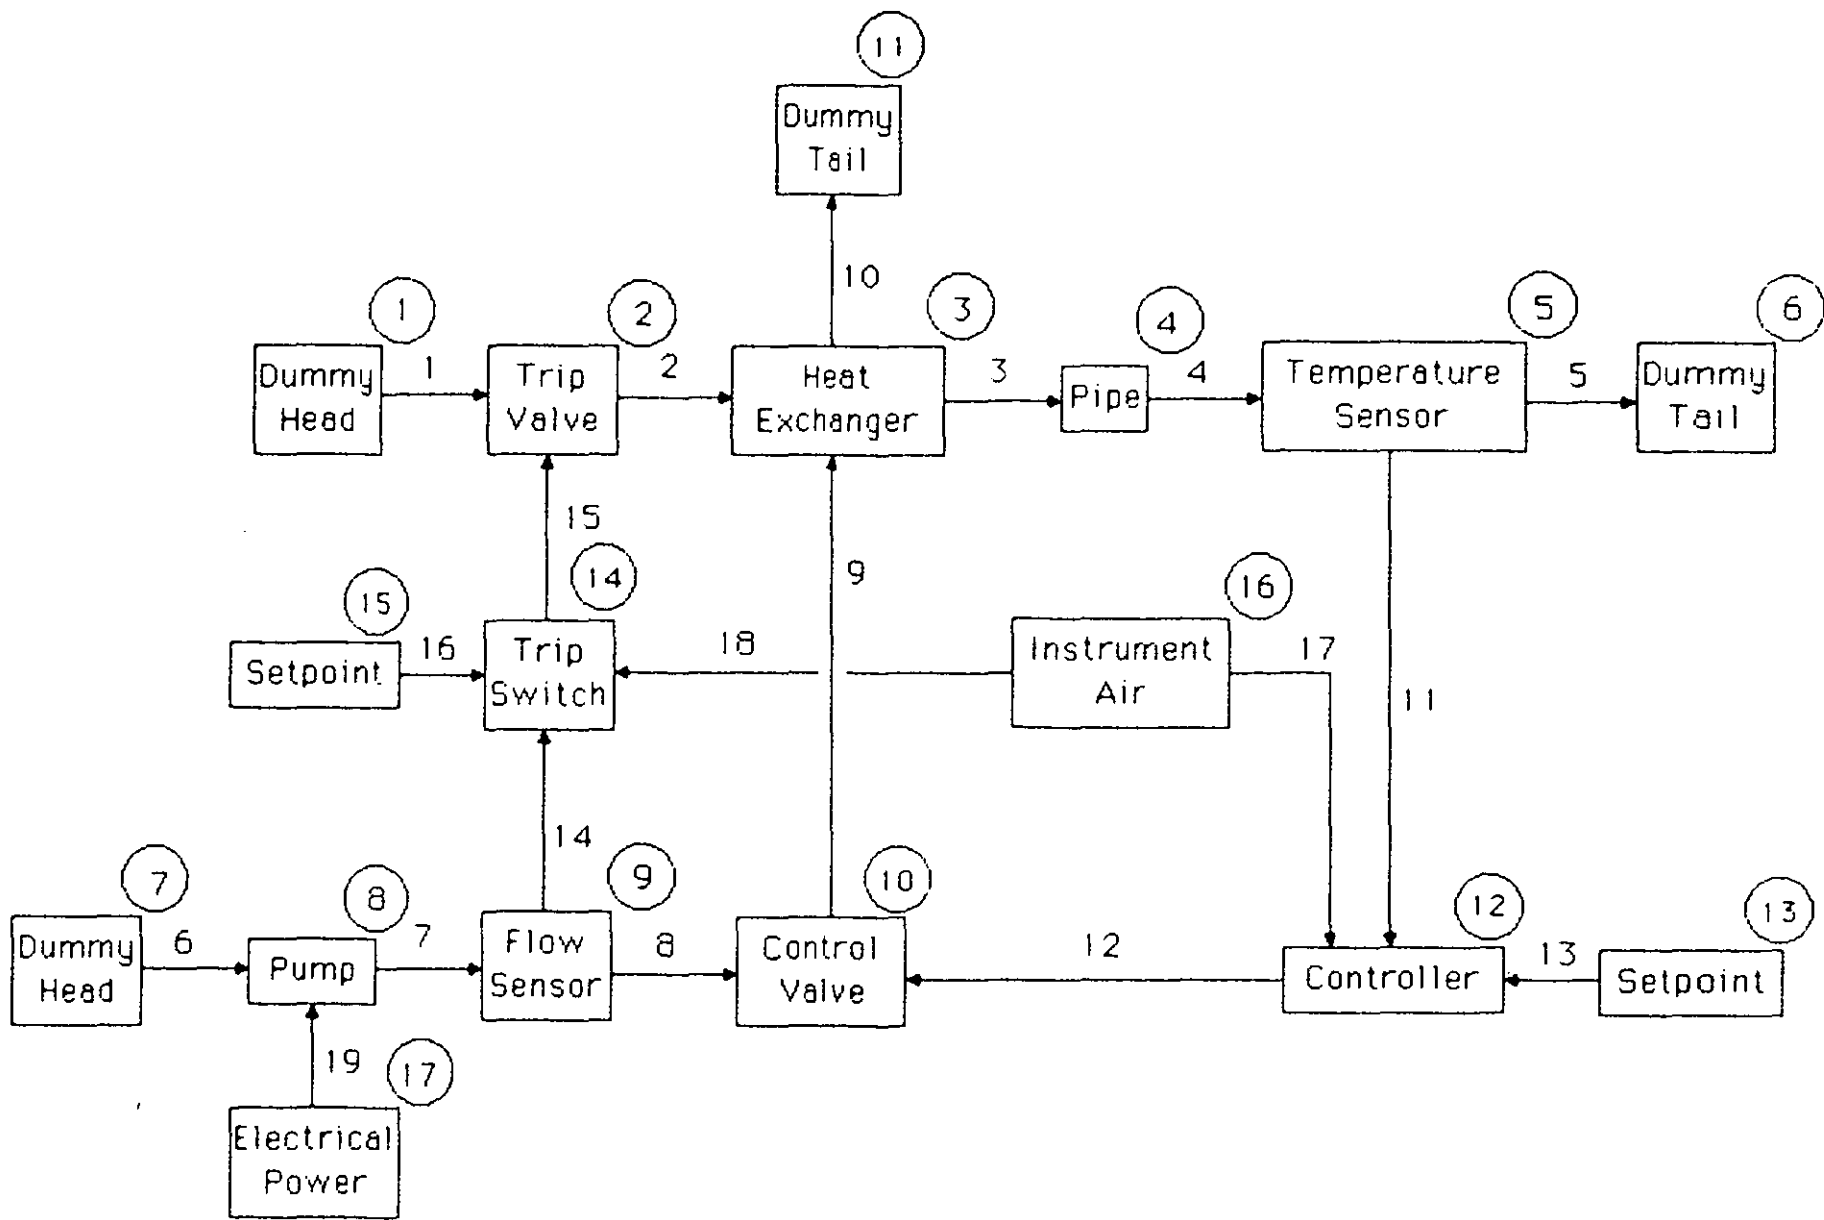 11
Dummy
Tail
10
1
2
3
4
5
6
Dummy
Head
1
Trip
Valve
2
Heat
Exchanger
3
Pipe
4
Temperature
Sensor
5
Dummy
Tail
15
14
9
16
15
Setpoint
16
Trip
Switch
18
Instrument
Air
17
11
14
7
8
9
10
12
13
Dummy
Head
6
Pump
7
Flow
Sensor
8
Control
Valve
12
Controller
13
Setpoint
19
17
Electrical
Power